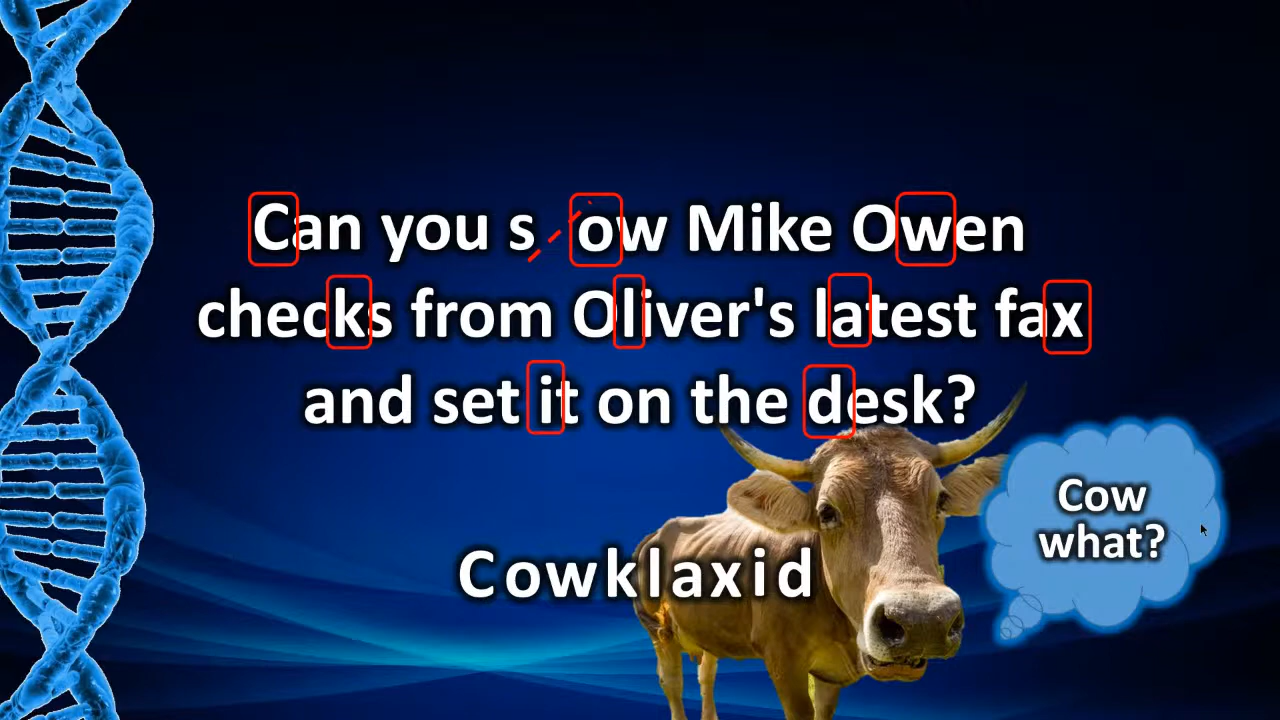 Can you s ow Mike Owen
checks from Oliver's latest fax
and set it on the desk?
Cow
what?
Cowklaxid